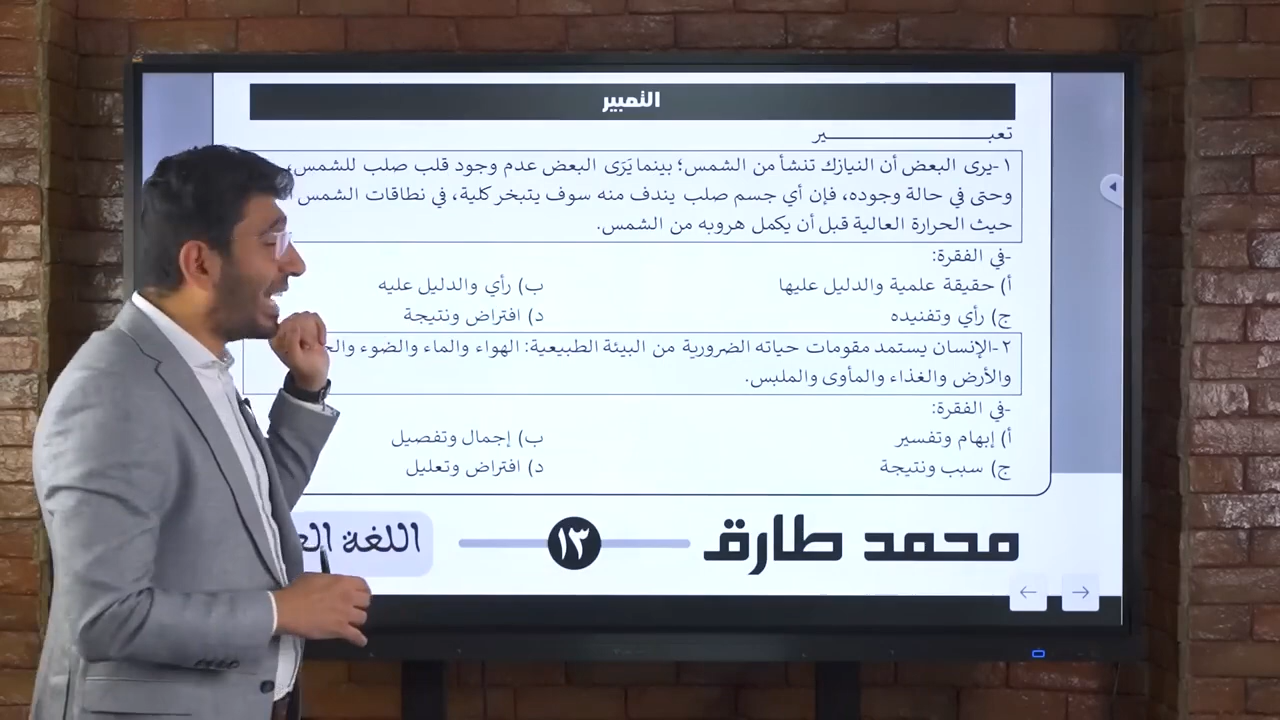 التعبير
تعبـــــــــــــــــــير
١-يرى البعض أن النيازك تنشأ من الشمس؛ بينما يَرَى البعض عدم وجود قلب صلب للشمس،
وحتى في حالة وجوده، فإن أي جسم صلب يندف منه سوف يتبخر كلية، في نطاقات الشمس
حيث الحرارة العالية قبل أن يكمل هروبه من الشمس.
-في الفقرة:
أ) حقيقة علمية والدليل عليها ب) رأي والدليل عليه
ج) رأي وتفنيده د) افتراض ونتيجة
٢-الإنسان يستمد مقومات حياته الضرورية من البيئة الطبيعية: الهواء والماء والضوء
والأرض والغذاء والمأوى والملبس.
-في الفقرة:
أ) إبهام وتفسير ب) إجمال وتفصيل
ج) سبب ونتيجة د) افتراض وتعليل
محمد طارق ١٣ اللغة